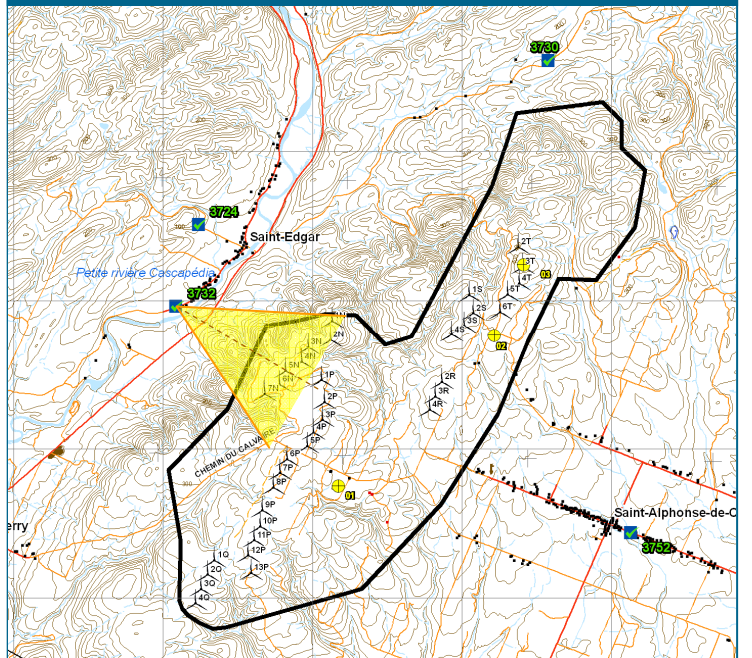 3730
3724
Saint-Edgar
Petite rivière Cascapédia
3732
2T
3T
03
4T
1S
5T
2S
6T
3S
4S
02
2N
3N
4N
5N
6N
7N
1P
2P
3P
4P
5P
6P
7P
8P
2R
3R
4R
CHEMIN DU CALVAIRE
01
9P
10P
11P
12P
13P
1Q
2Q
3Q
4Q
Saint-Alphonse-de-C
3752
erry